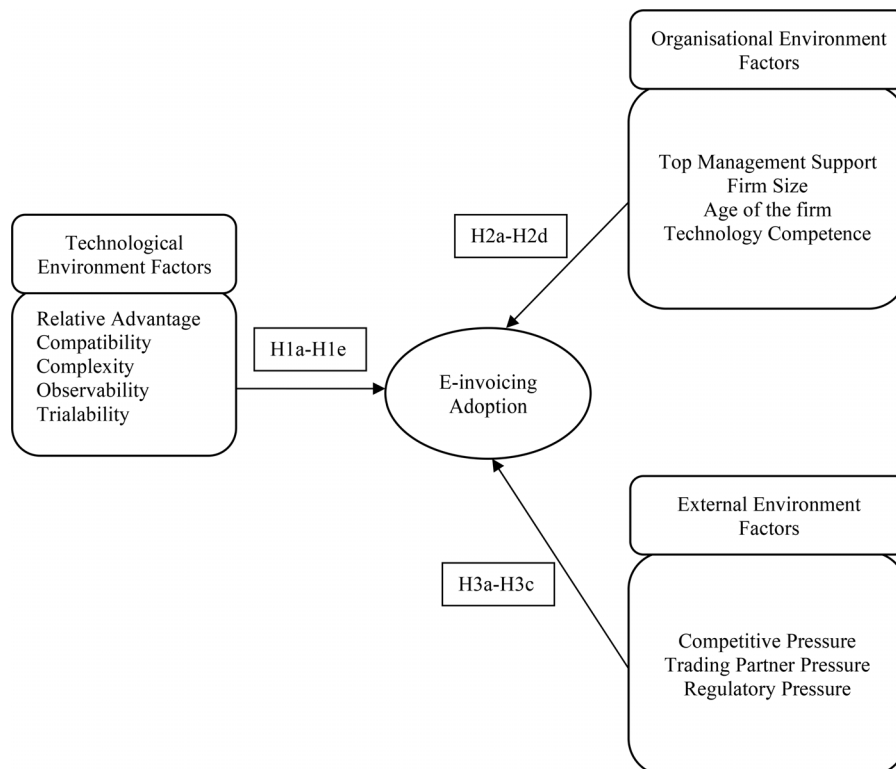 Organisational Environment
Factors
Top Management Support
Firm Size
Age of the firm
Technology Competence
H2a-H2d
Technological
Environment Factors
Relative Advantage
Compatibility
Complexity
Observability
Trialability
H1a-H1e
E-invoicing
Adoption
External Environment
Factors
H3a-H3c
Competitive Pressure
Trading Partner Pressure
Regulatory Pressure